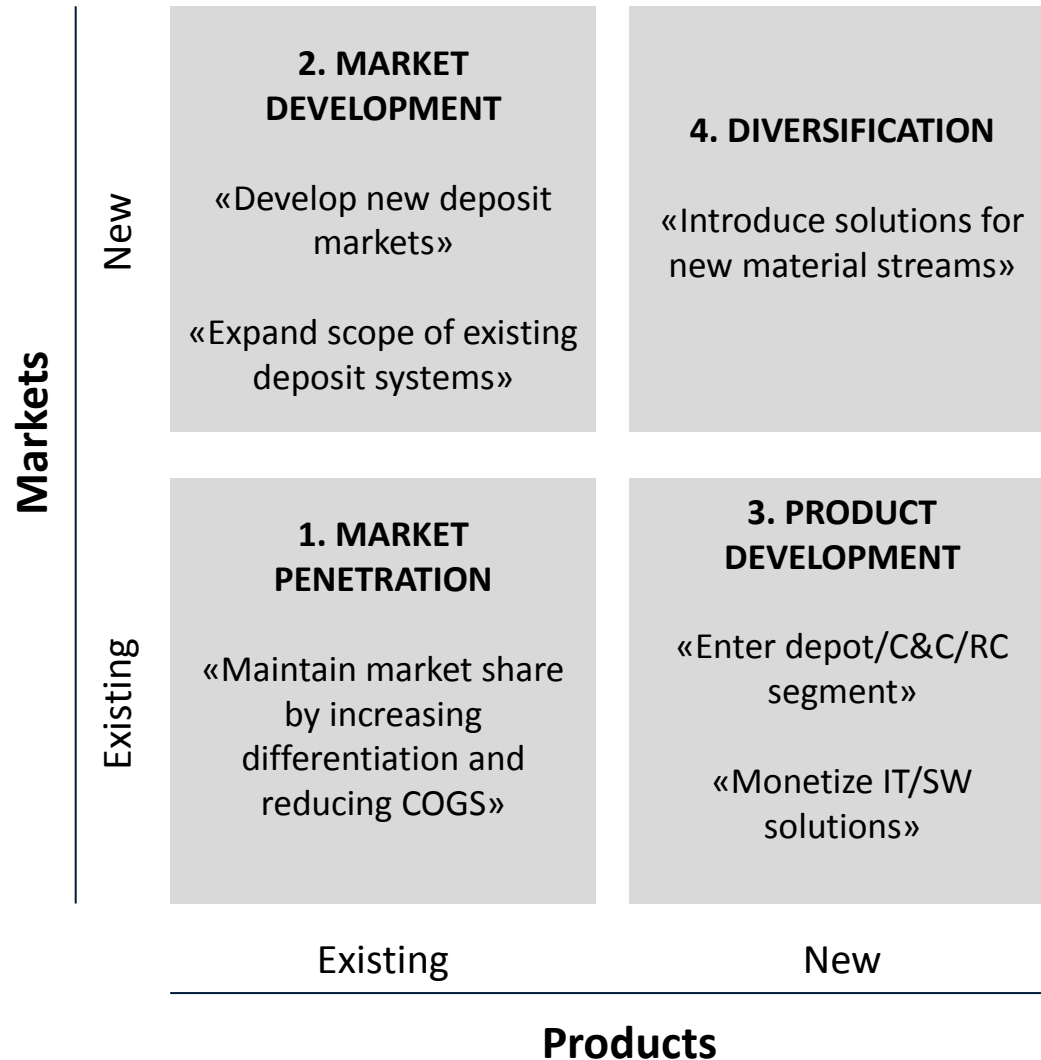 2. MARKET
DEVELOPMENT
«Develop new deposit
markets»
«Expand scope of existing
deposit systems»
4. DIVERSIFICATION
«Introduce solutions for
new material streams»
New
Markets
1. MARKET
PENETRATION
«Maintain market share
by increasing
differentiation and
reducing COGS»
3. PRODUCT
DEVELOPMENT
«Enter depot/C&C/RC
segment»
«Monetize IT/SW
solutions»
Existing
Existing
New
Products